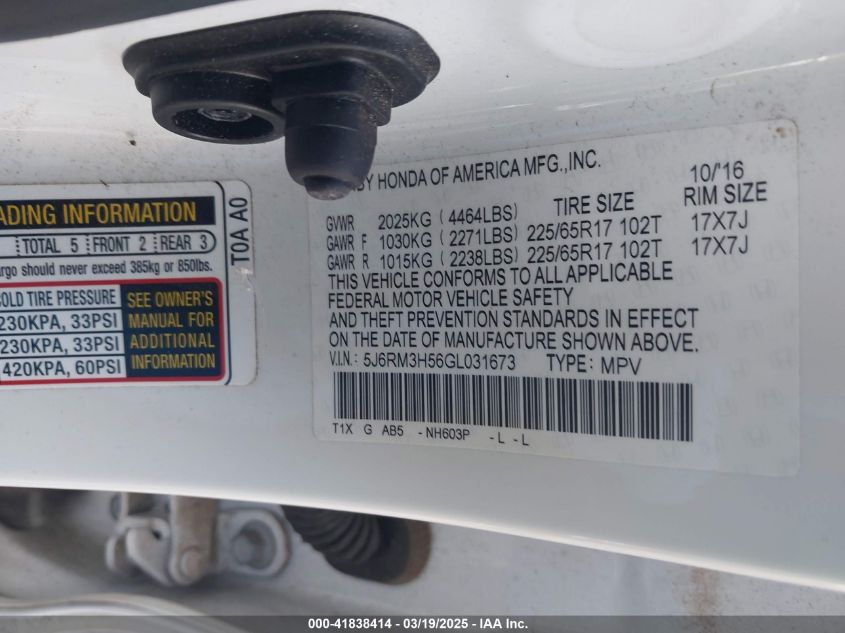 ADING INFORMATION
TOTAL 5 FRONT 2 REAR 3
argo should never exceed 385kg or 850lbs.
OLD TIRE PRESSURE
230KPA, 33PSI
230KPA, 33PSI
420KPA, 60PSI
SEE OWNER'S
MANUAL FOR
ADDITIONAL
INFORMATION
T0A A0
BY HONDA OF AMERICA MFG.,INC. 10/'16
TIRE SIZE RIM SIZE
GVWR 2025KG (4464LBS)
GAWR F 1030KG (2271LBS) 225/65R17 102T 17X7J
GAWR R 1015KG (2238LBS) 225/65R17 102T 17X7J
THIS VEHICLE CONFORMS TO ALL APPLICABLE
FEDERAL MOTOR VEHICLE SAFETY
AND THEFT PREVENTION STANDARDS IN EFFECT
ON THE DATE OF MANUFACTURE SHOWN ABOVE.
V.I.N.: 5J6RM3H56GL031673 TYPE: MPV
T1X G AB5 -NH603P -L-L
000-41838414 - 03/19/2025 - IAA Inc.